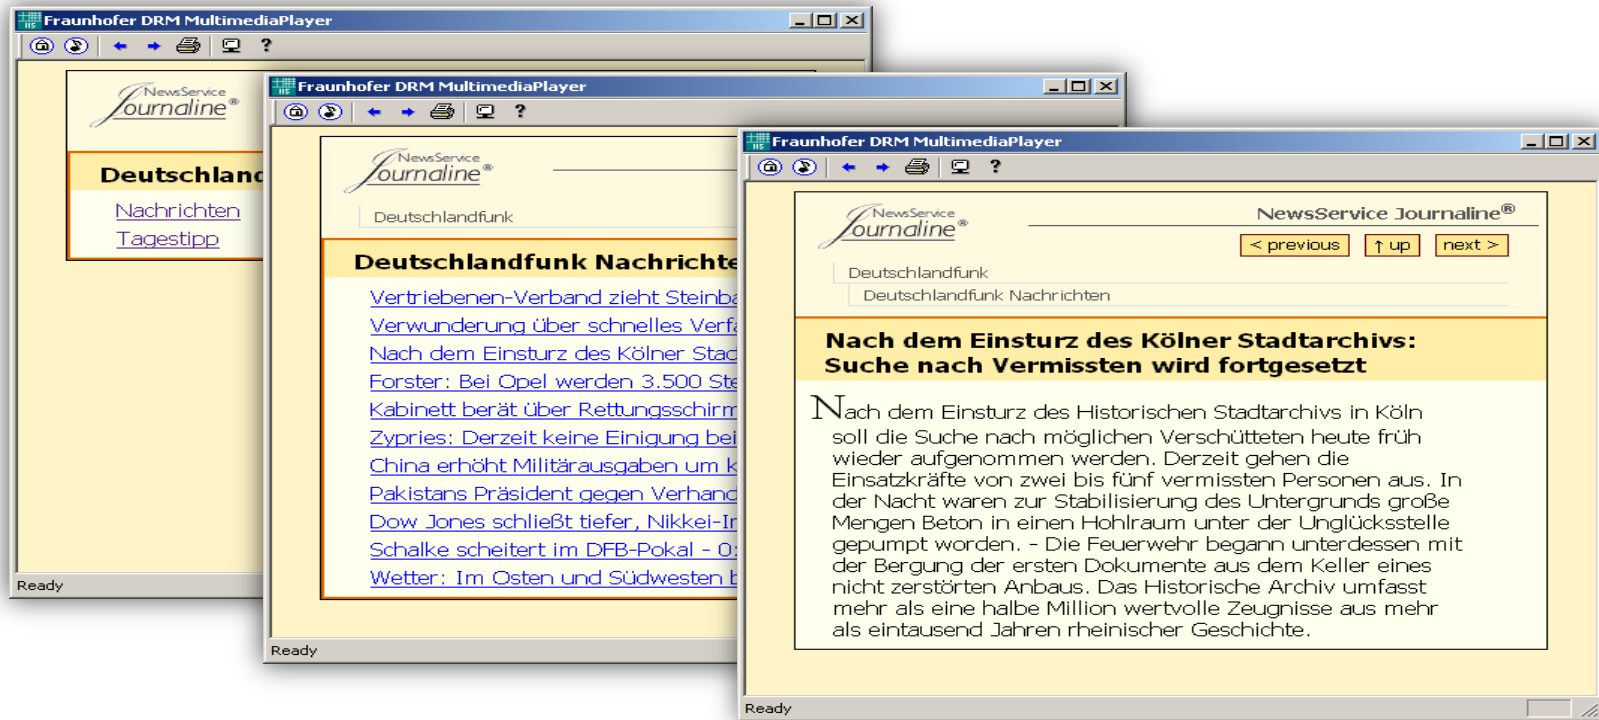 Fraunhofer DRM MultimediaPlayer
?
NewsService
Journaline®
Deutschland
Nachrichten
Tagestipp
Ready
Fraunhofer DRM MultimediaPlayer
?
NewsService
Journaline®
Deutschlandfunk
Deutschlandfunk Nachrichte
Vertriebenen-Verband zieht Steinba
Verwunderung über schnelles Verfa
Nach dem Einsturz des Kölner Stad
Forster: Bei Opel werden 3.500 Ste
Kabinett berät über Rettungsschirm
Zypries: Derzeit keine Einigung bei
China erhöht Militärausgaben um k
Pakistans Präsident gegen Verhand
Dow Jones schließt tiefer, Nikkei-In
Schalke scheitert im DFB-Pokal - 0:
Wetter: Im Osten und Südwesten b
Ready
Fraunhofer DRM MultimediaPlayer
?
NewsService
Journaline®
NewsService Journaline®
< previous ↑ up next >
Deutschlandfunk
Deutschlandfunk Nachrichten
Nach dem Einsturz des Kölner Stadtarchivs:
Suche nach Vermissten wird fortgesetzt
Nach dem Einsturz des Historischen Stadtarchivs in Köln
soll die Suche nach möglichen Verschütteten heute früh
wieder aufgenommen werden. Derzeit gehen die
Einsatzkräfte von zwei bis fünf vermissten Personen aus. In
der Nacht waren zur Stabilisierung des Untergrunds große
Mengen Beton in einen Hohlraum unter der Unglücksstelle
gepumpt worden. - Die Feuerwehr begann unterdessen mit
der Bergung der ersten Dokumente aus dem Keller eines
nicht zerstörten Anbaus. Das Historische Archiv umfasst
mehr als eine halbe Million wertvolle Zeugnisse aus mehr
als eintausend Jahren rheinischer Geschichte.
Ready